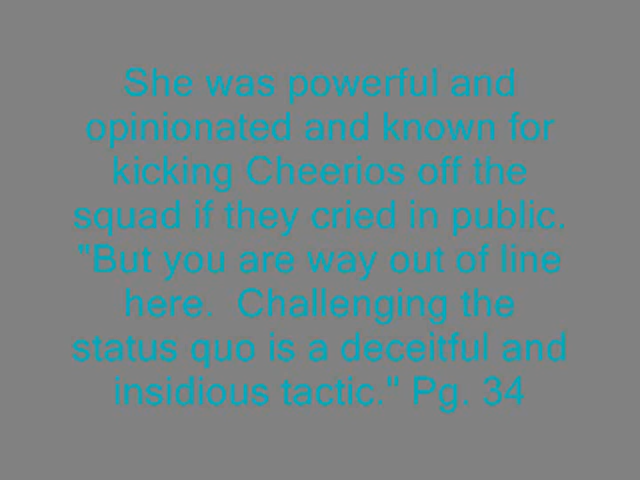 She was powerful and
opinionated and known for
kicking Cheerios off the
squad if they cried in public.
"But you are way out of line
here.  Challenging the
status quo is a deceitful and
insidious tactic." Pg. 34